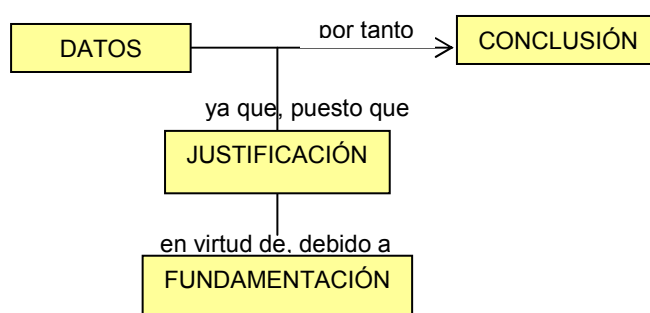 por tanto
DATOS
CONCLUSIÓN
ya que, puesto que
JUSTIFICACIÓN
en virtud de, debido a
FUNDAMENTACIÓN